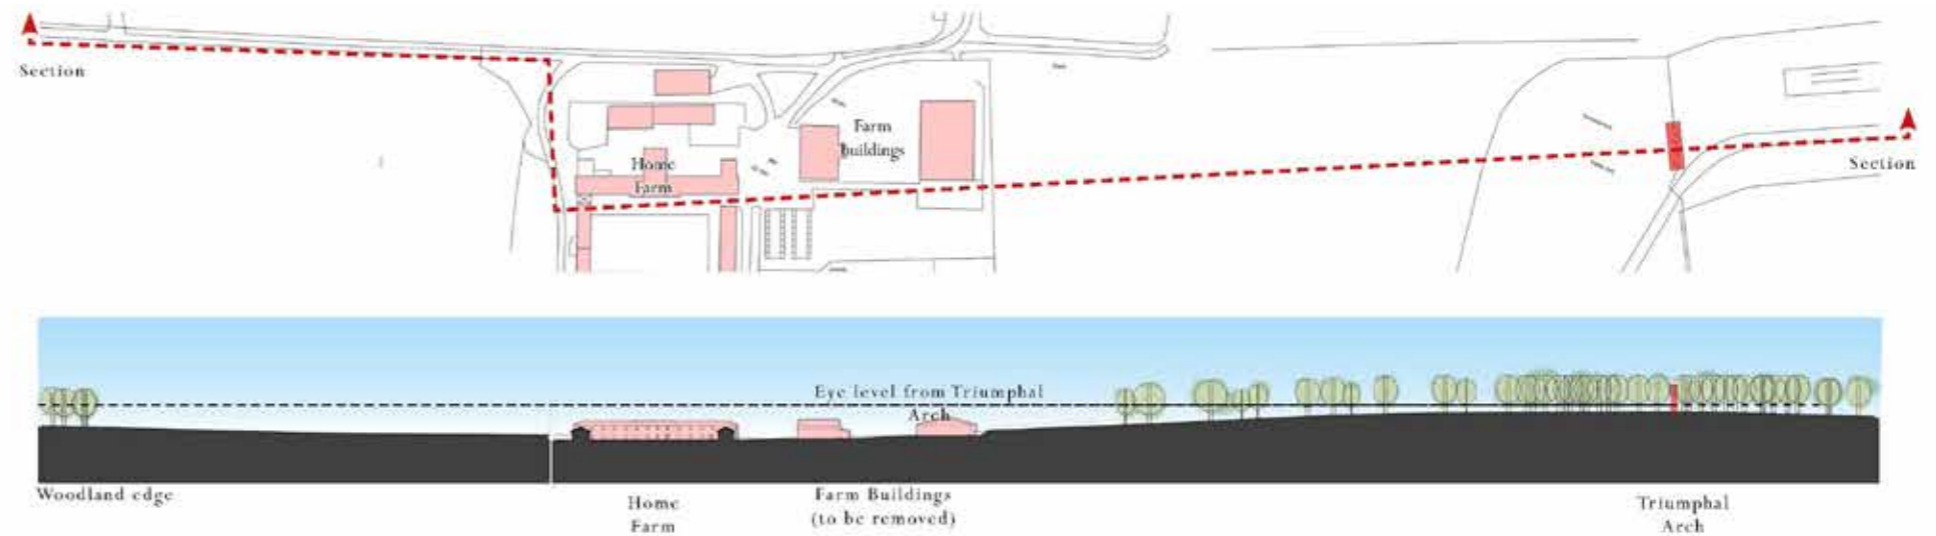 Section
Farm
buildings
Home
Farm
Section
Eye level from Triumphal
Arch
Woodland edge
Home
Farm
Farm Buildings
(to be removed)
Triumphal
Arch